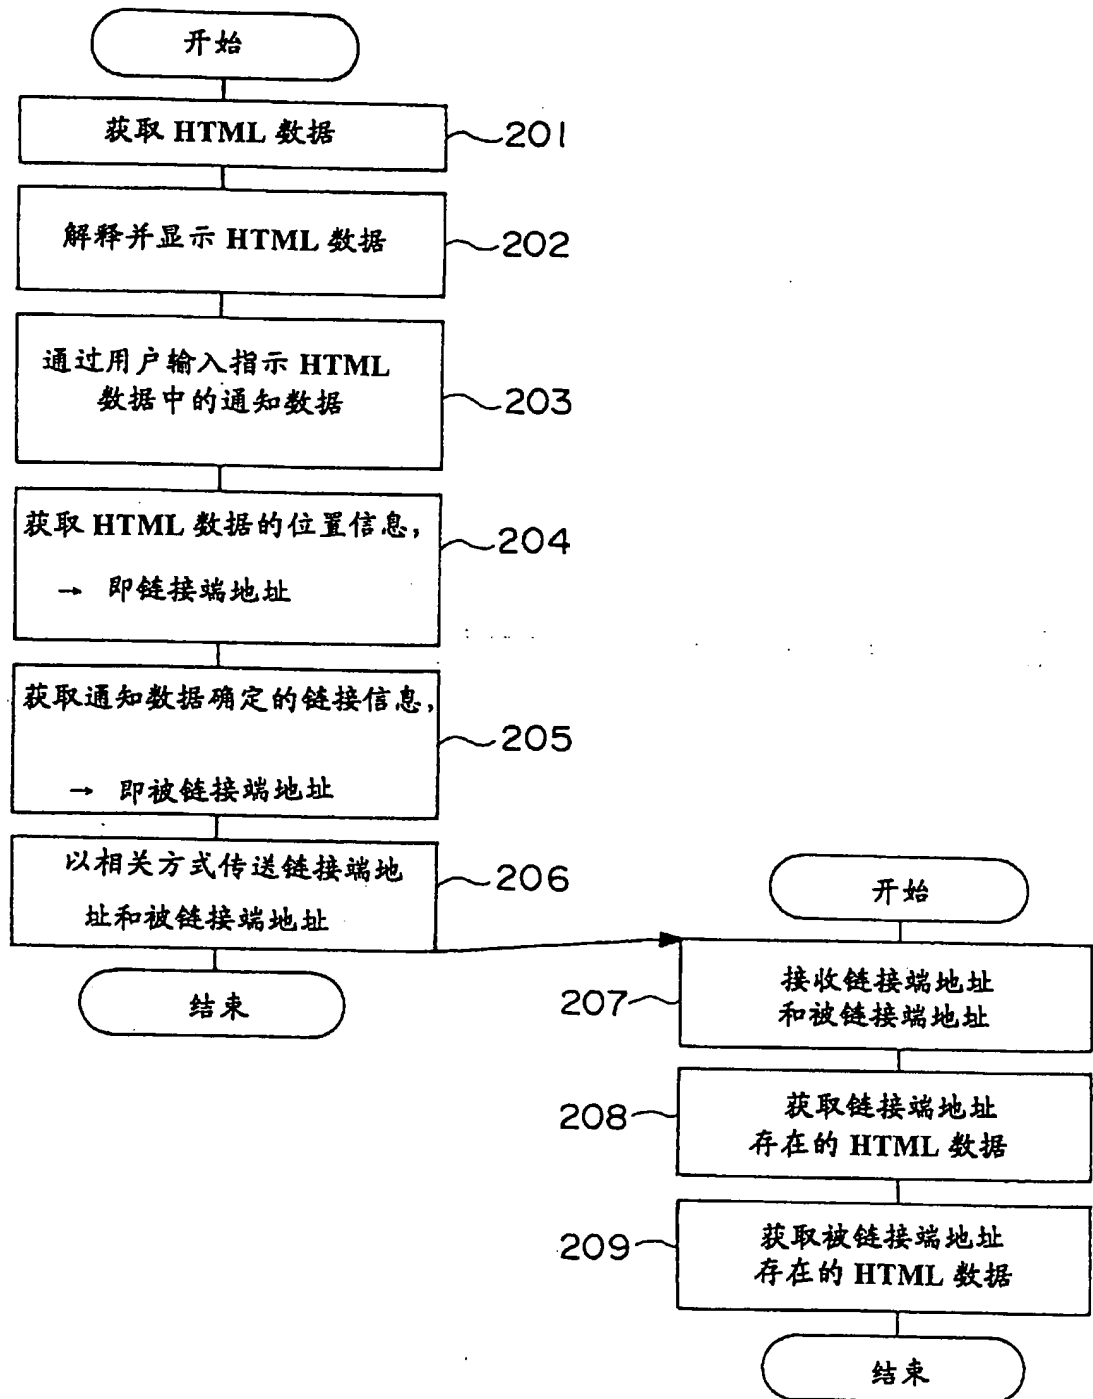 开始
获取 HTML 数据
201
解释并显示 HTML 数据
202
通过用户输入指示 HTML
数据中的通知数据
203
获取 HTML 数据的位置信息，
→ 即链接端地址
204
获取通知数据确定的链接信息，
→ 即被链接端地址
205
以相关方式传送链接端地
址和被链接端地址
206
结束
开始
接收链接端地址
和被链接端地址
207
获取链接端地址
存在的 HTML 数据
208
获取被链接端地址
存在的 HTML 数据
209
结束